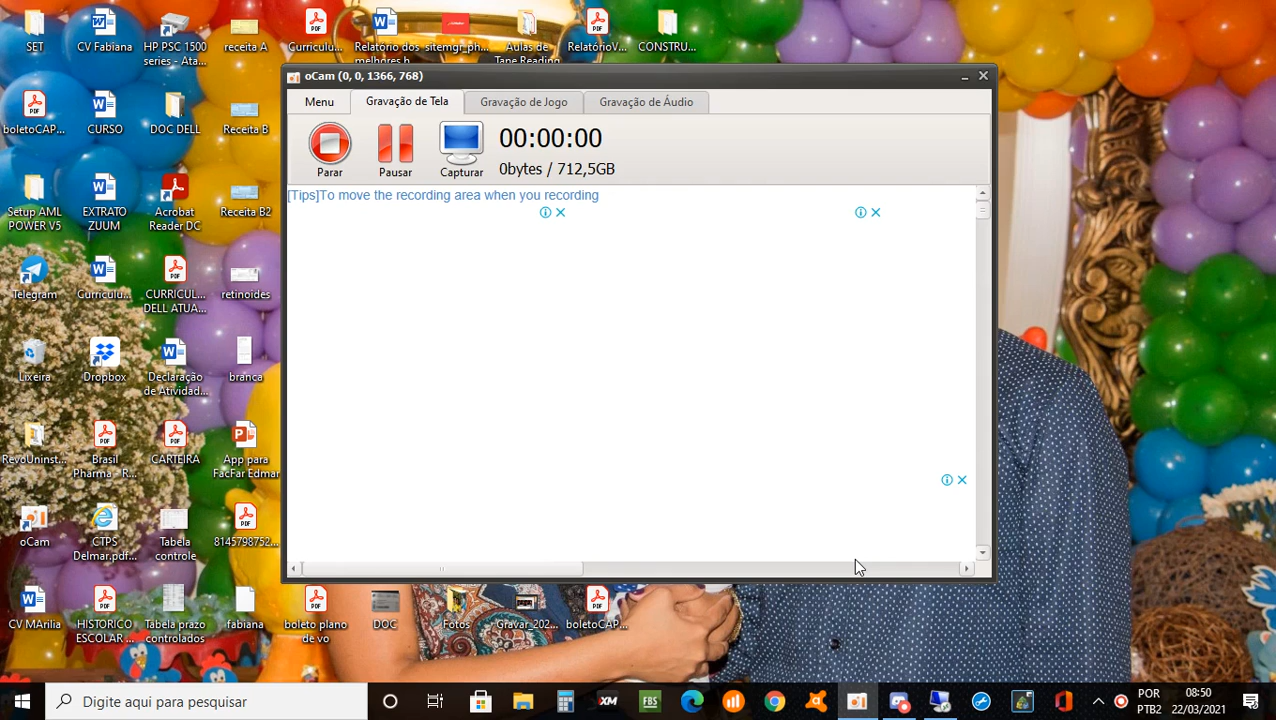 SET
CV Fabiana
HP PSC 1500
series - Ata...
receita A
Curriculu...
Relatório dos
melhores h...
sitemgr_ph...
Aulas de
Tape Reading
RelatórioV...
CONSTRU...
oCam (0, 0, 1366, 768)
Menu
Gravação de Tela
Gravação de Jogo
Gravação de Áudio
boletoCAP...
CURSO
DOC DELL
Receita B
Parar
Pausar
Capturar
00:00:00
0bytes / 712,5GB
[Tips]To move the recording area when you recording
Setup AML
POWER V5
EXTRATO
ZUUM
Acrobat
Reader DC
Receita B2
Telegram
Curriculu...
CURRICUL...
DELL ATUA...
retinoides
Lixeira
Dropbox
Declaração
de Atividad...
branca
RevoUninst...
Brasil
Pharma - R...
CARTEIRA
App para
FacFar Edmar
oCam
CTPS
Delmar.pdf...
Tabela
controle
8145798752...
CV MArilia
HISTORICO
ESCOLAR ...
Tabela prazo
controlados
fabiana
boleto plano
de vo
DOC
Fotos
Gravar_202...
boletoCAP...
Digite aqui para pesquisar
XM
FBS
POR
PTB2
08:50
22/03/2021